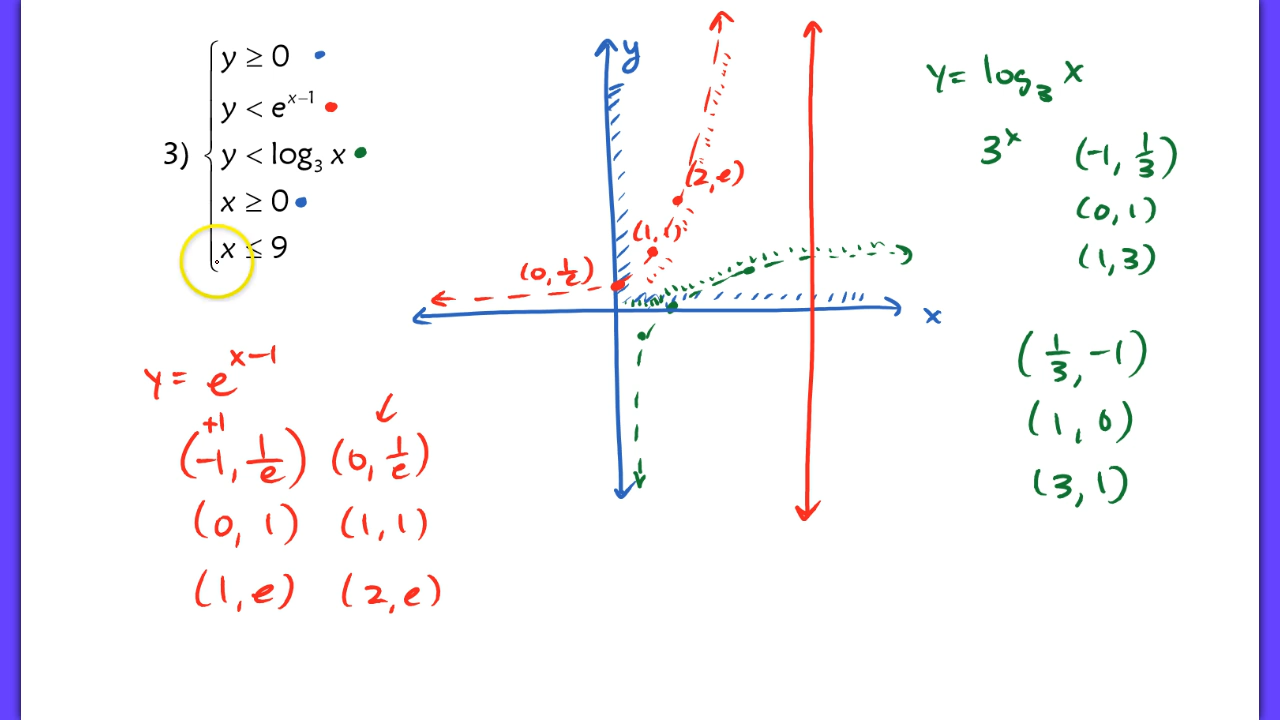 3)
y ≥ 0
y < e^{x−1}
y < log₃ x
x ≥ 0
x ≤ 9
y = e^{x−1}
+1
(−1, 1/e) (0, 1/e)
(0, 1) (1, 1)
(1, e) (2, e)
y
(2, e)
(1, 1)
(0, 1/e)
x
y = log₃ x
3^x (−1, 1/3)
(0, 1)
(1, 3)
(1/3, −1)
(1, 0)
(3, 1)